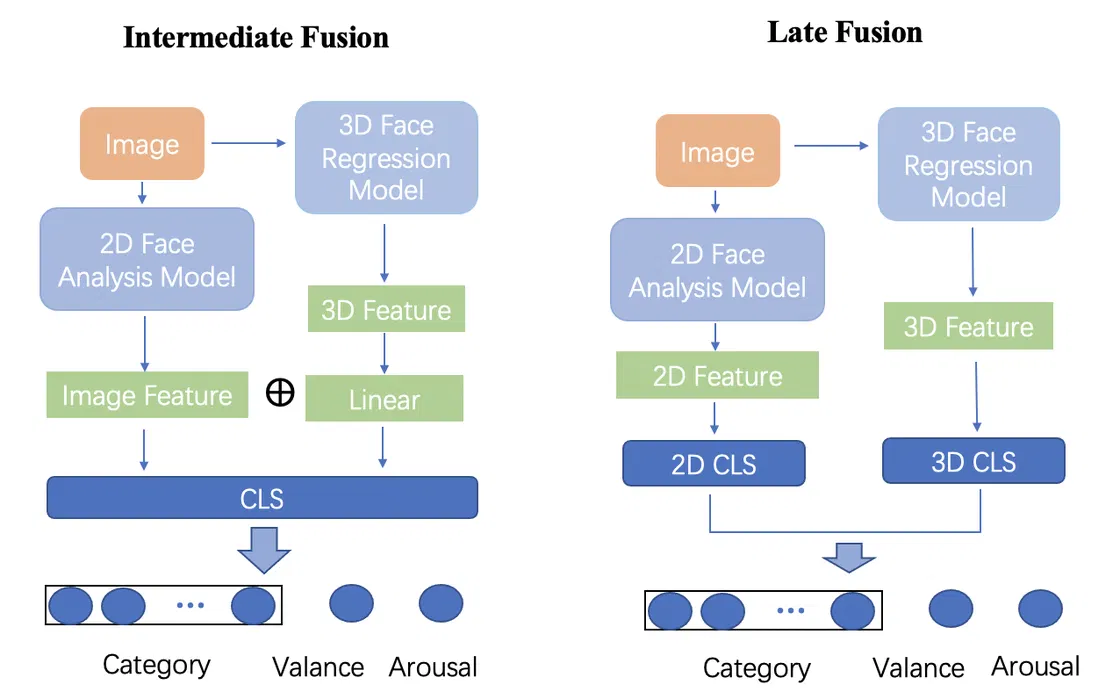 Intermediate Fusion
Image
3D Face
Regression
Model
2D Face
Analysis Model
3D Feature
Image Feature
⊕
Linear
CLS
...
Category
Valance
Arousal
Late Fusion
Image
3D Face
Regression
Model
2D Face
Analysis Model
3D Feature
2D Feature
2D CLS
3D CLS
...
Category
Valance
Arousal